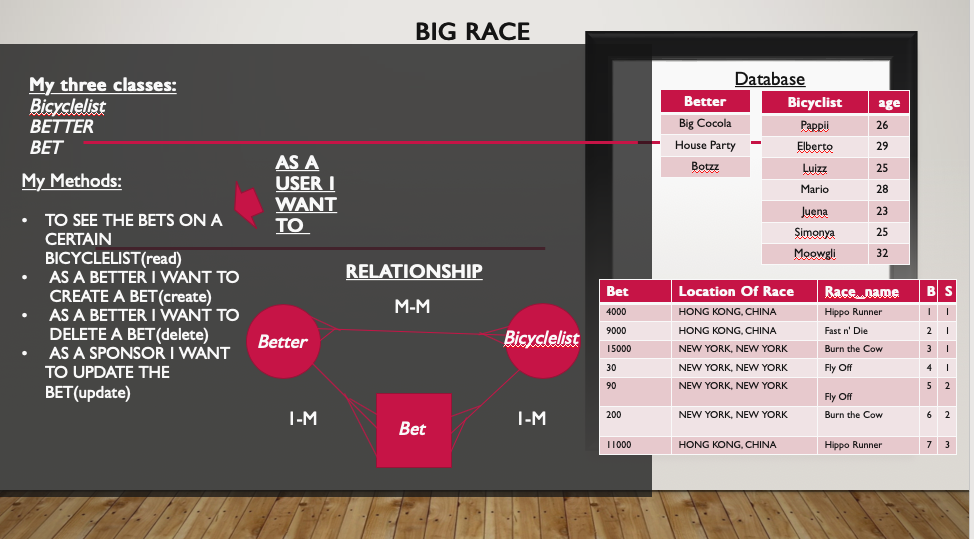 BIG RACE
My three classes:
Bicyclelist
BETTER
BET
My Methods:
• TO SEE THE BETS ON A
CERTAIN
BICYCLELIST(read)
• AS A BETTER I WANT TO
CREATE A BET(create)
• AS A BETTER I WANT TO
DELETE A BET(delete)
• AS A SPONSOR I WANT
TO UPDATE THE
BET(update)
AS A
USER I
WANT
TO
RELATIONSHIP
M-M
Better
Bicyclelist
1-M
Bet
1-M
Database
Better
Big Cocola
House Party
Botzz
Bicyclist age
Pappii 26
Elberto 29
Luizz 25
Mario 28
Juena 23
Simonya 25
Moowgli 32
Bet Location Of Race Race_name B S
4000 HONG KONG, CHINA Hippo Runner 1 1
9000 HONG KONG, CHINA Fast n' Die 2 1
15000 NEW YORK, NEW YORK Burn the Cow 3 1
30 NEW YORK, NEW YORK Fly Off 4 1
90 NEW YORK, NEW YORK Fly Off 5 2
200 NEW YORK, NEW YORK Burn the Cow 6 2
11000 HONG KONG, CHINA Hippo Runner 7 3